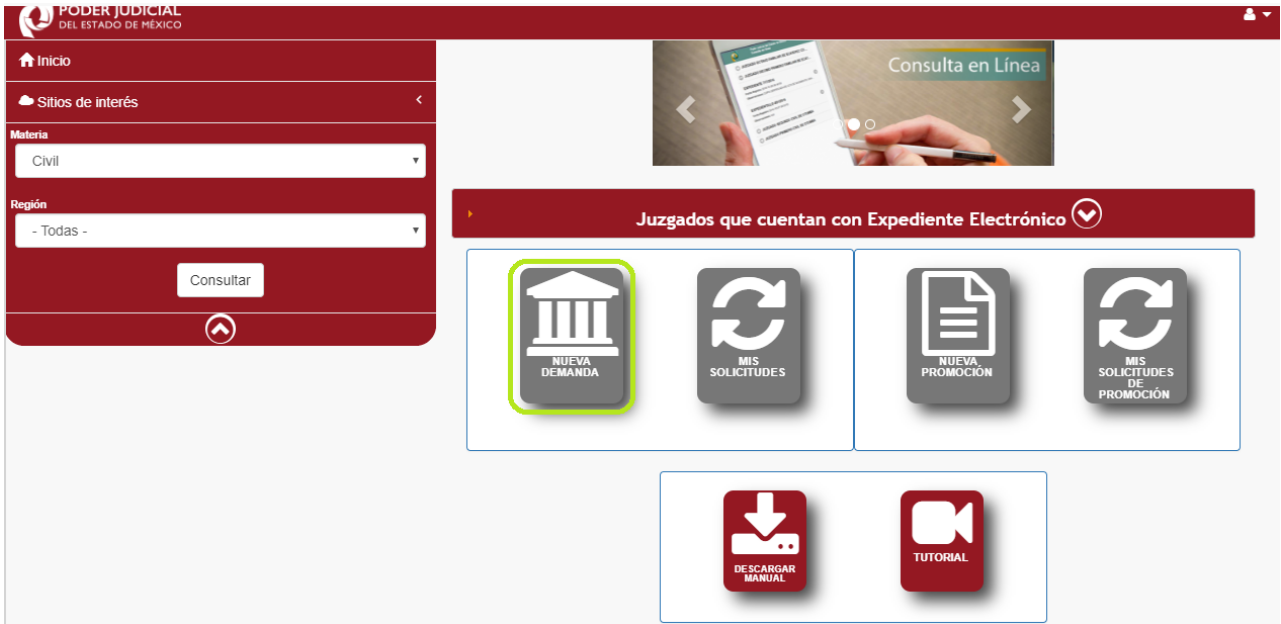 PODER JUDICIAL
DEL ESTADO DE MÉXICO
Inicio
Sitios de interés
Materia
Civil
Región
- Todas -
Consultar
Consulta en Línea
Juzgados que cuentan con Expediente Electrónico
NUEVA
DEMANDA
MIS
SOLICITUDES
NUEVA
PROMOCIÓN
MIS
SOLICITUDES
DE
PROMOCIÓN
DESCARGAR
MANUAL
TUTORIAL